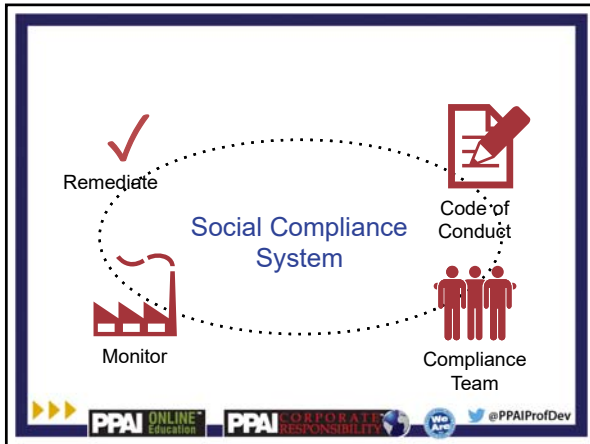 Remediate
Code of
Conduct
Social Compliance
System
Monitor
Compliance
Team
PPAI ONLINE Education
PPAI CORPORATE RESPONSIBILITY
We Are
@PPAIProfDev